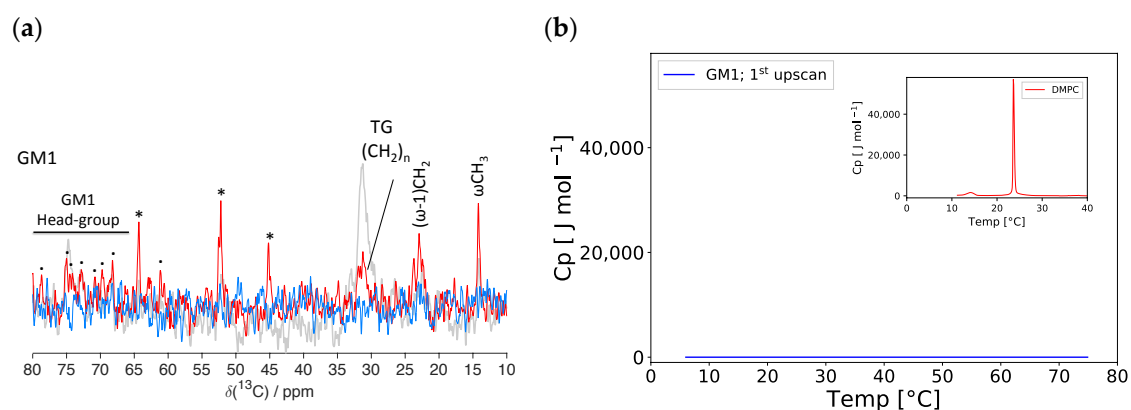 (a)
GM1
GM1
Head-group
TG
(CH2)n
(ω-1)CH2
ωCH3
*
*
*
80 75 70 65 60 55 50 45 40 35 30 25 20 15 10
δ(¹³C) / ppm
(b)
GM1; 1ˢᵗ upscan
Cp [ J mol ⁻¹]
40,000
20,000
0
0 10 20 30 40 50 60 70 80
Temp [°C]
DMPC
Cp [ J mol ⁻¹]
40,000
20,000
0
0 10 20 30 40
Temp [°C]